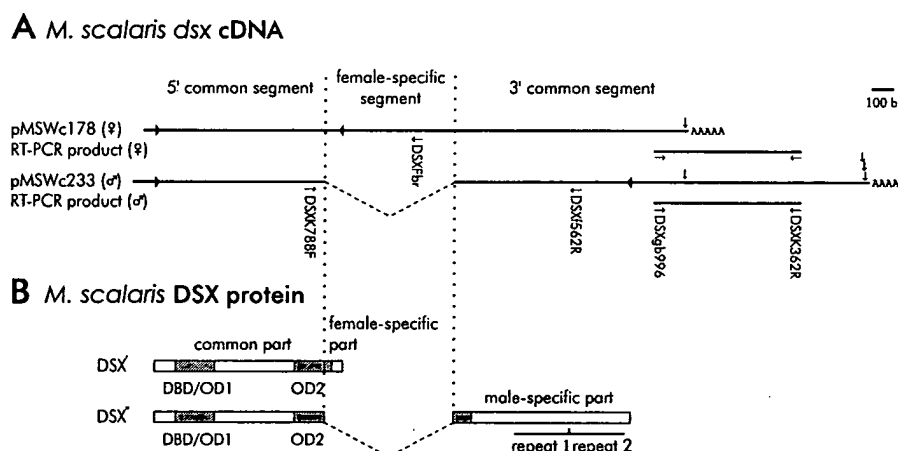 A M. scalaris dsx cDNA
5' common segment
female-specific
segment
3' common segment
100 b
pMSWc178 (♀)
AAAAA
RT-PCR product (♀)
DSXFbr
pMSWc233 (♂)
AAAA
RT-PCR product (♂)
DSXK788F
DSXf562R
DSXgb996
DSXK362R
B M. scalaris DSX protein
female-specific
part
common part
DSX
DBD/OD1
OD2
DSX
male-specific part
DBD/OD1
OD2
repeat 1 repeat 2